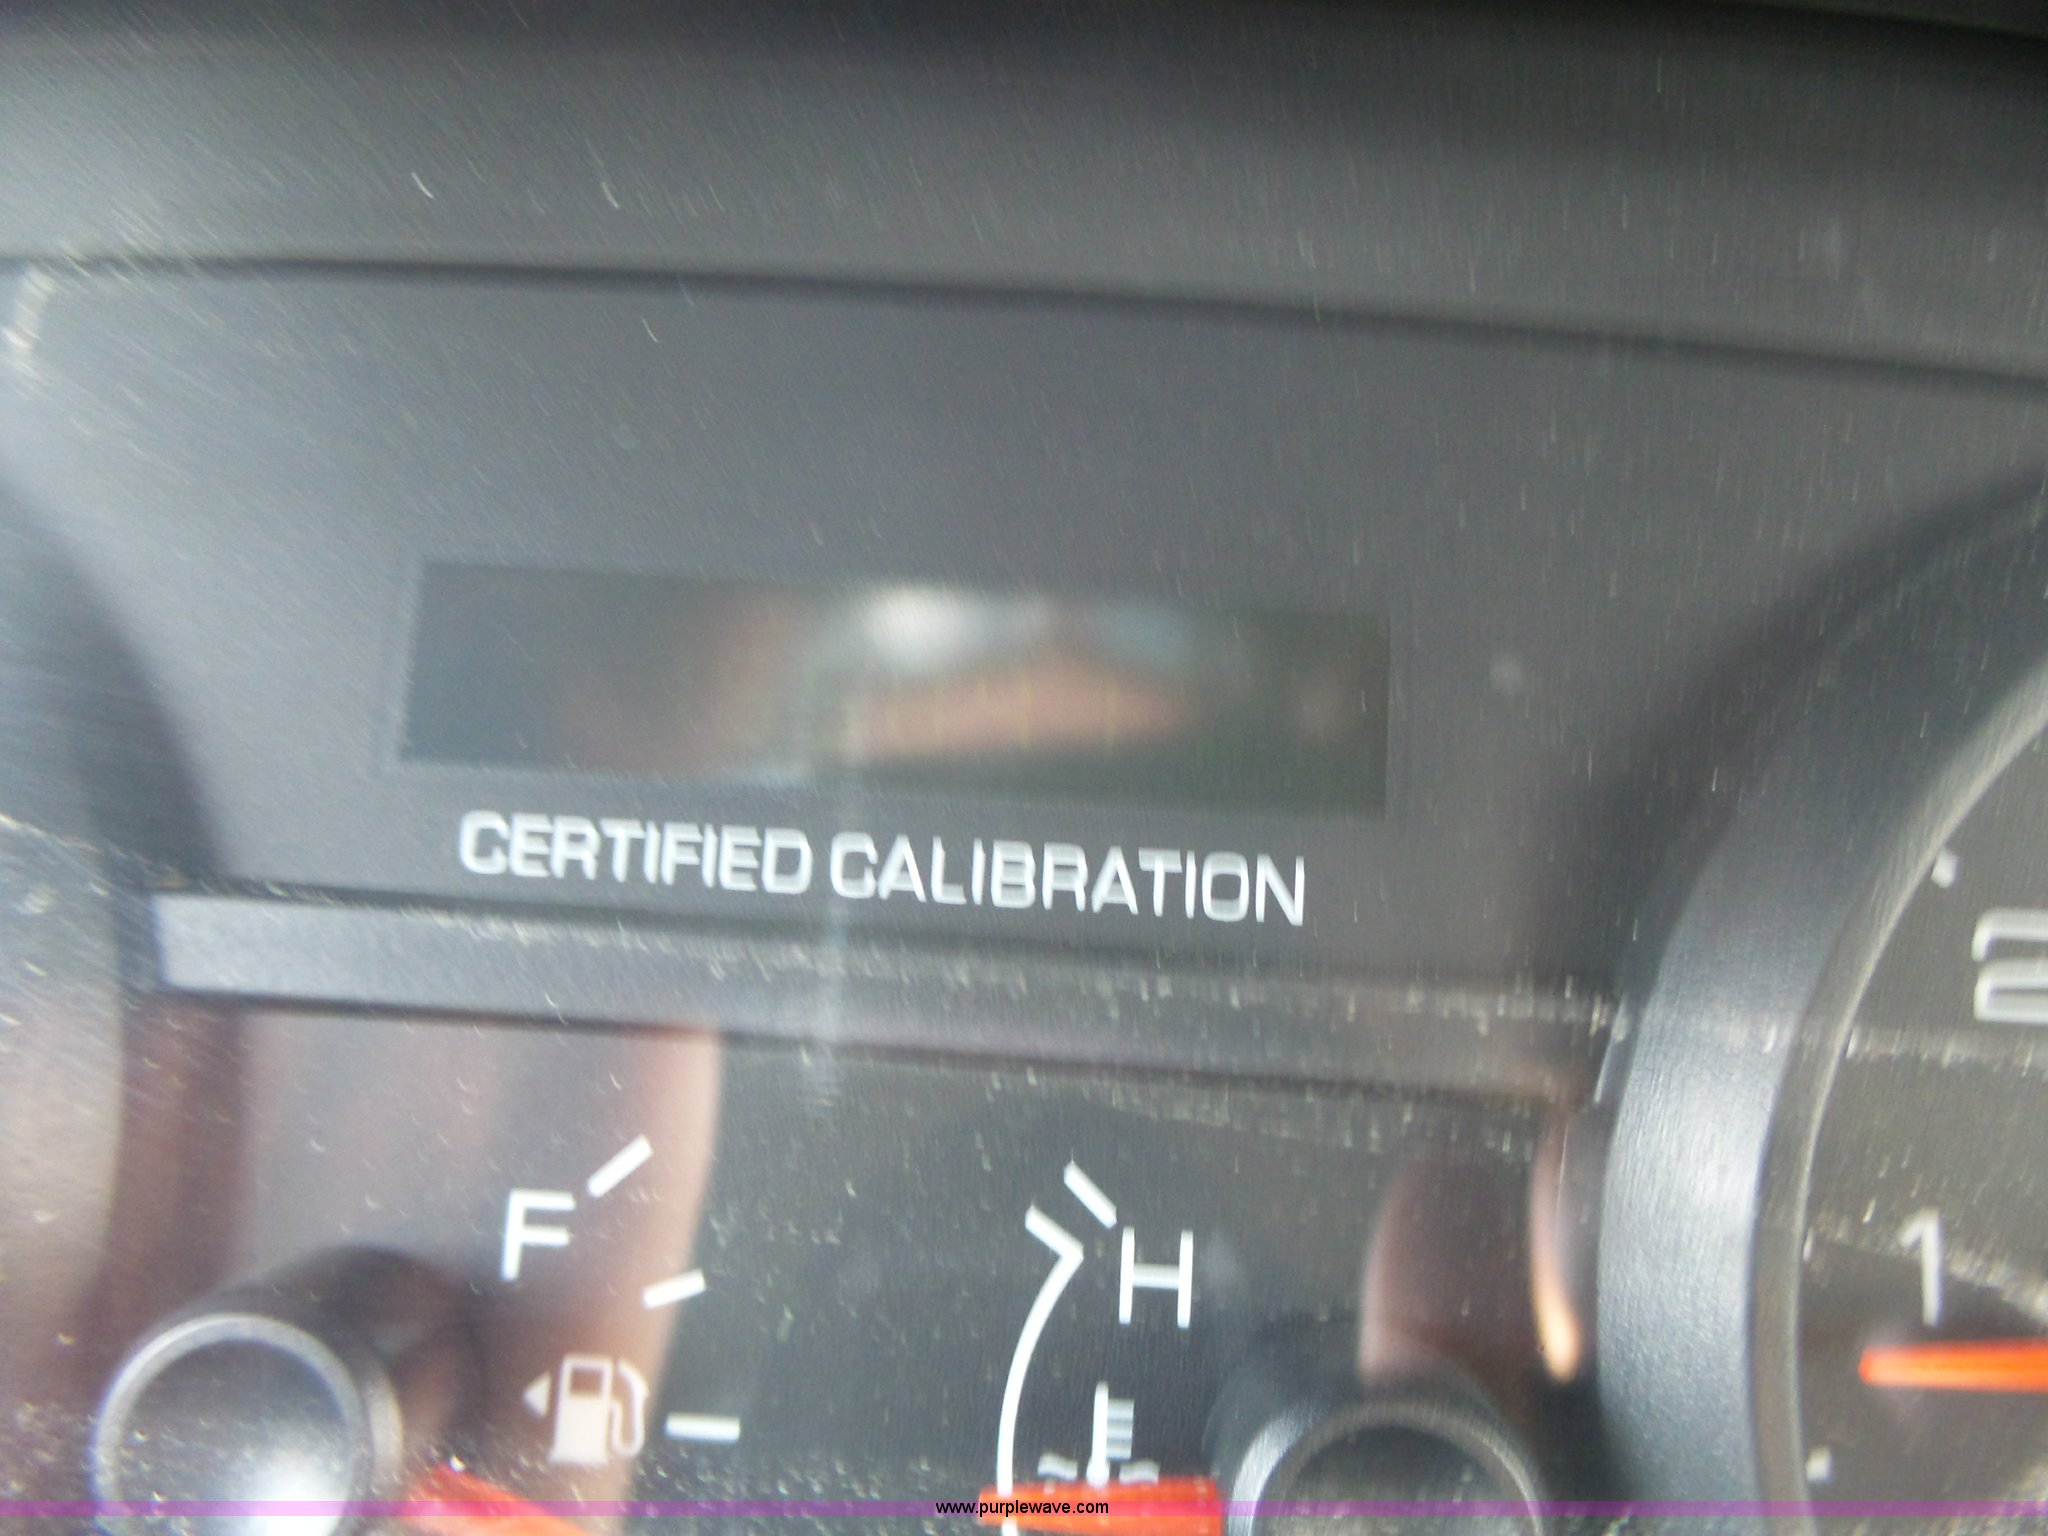 CERTIFIED CALIBRATION
2
F
H
1
www.purplewave.com